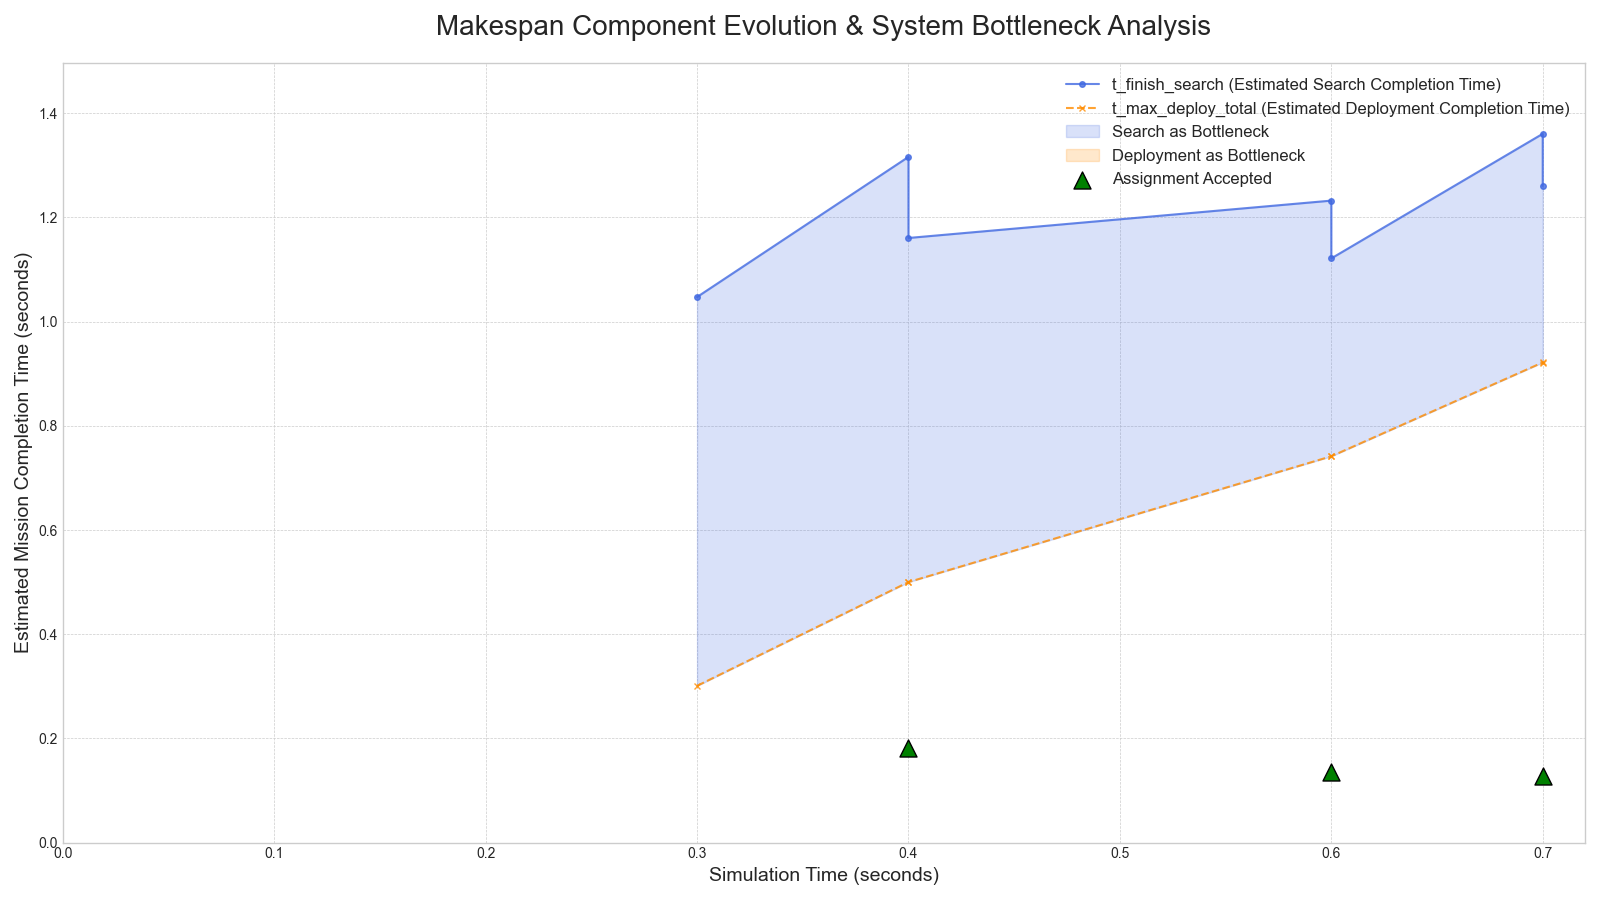 Makespan Component Evolution & System Bottleneck Analysis
t_finish_search (Estimated Search Completion Time)
t_max_deploy_total (Estimated Deployment Completion Time)
Search as Bottleneck
Deployment as Bottleneck
Assignment Accepted
Estimated Mission Completion Time (seconds)
1.4
1.2
1.0
0.8
0.6
0.4
0.2
0.0
0.0 0.1 0.2 0.3 0.4 0.5 0.6 0.7
Simulation Time (seconds)